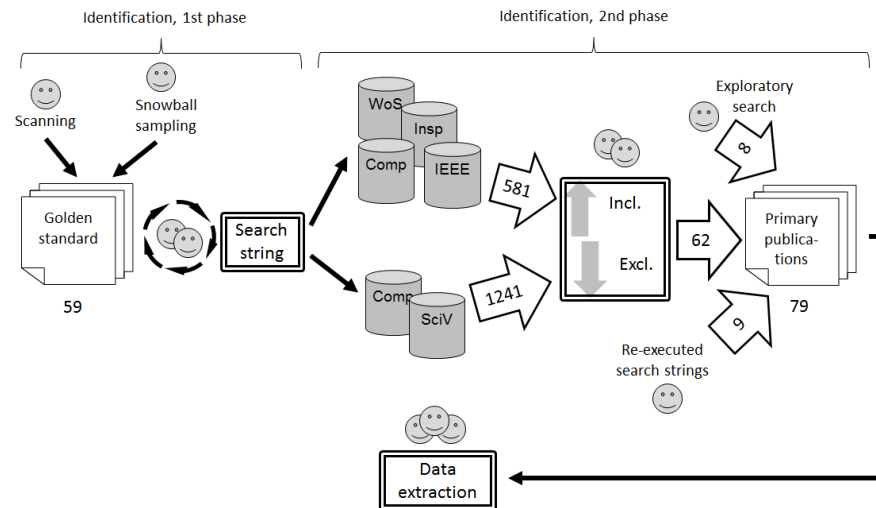 Identification, 1st phase
Identification, 2nd phase
Scanning
Snowball
sampling
Golden
standard
59
Search
string
WoS
Insp
Comp
IEEE
581
Comp
SciV
1241
Incl.
Excl.
62
Exploratory
search
8
Primary
publica-
tions
79
9
Re-executed
search strings
Data
extraction